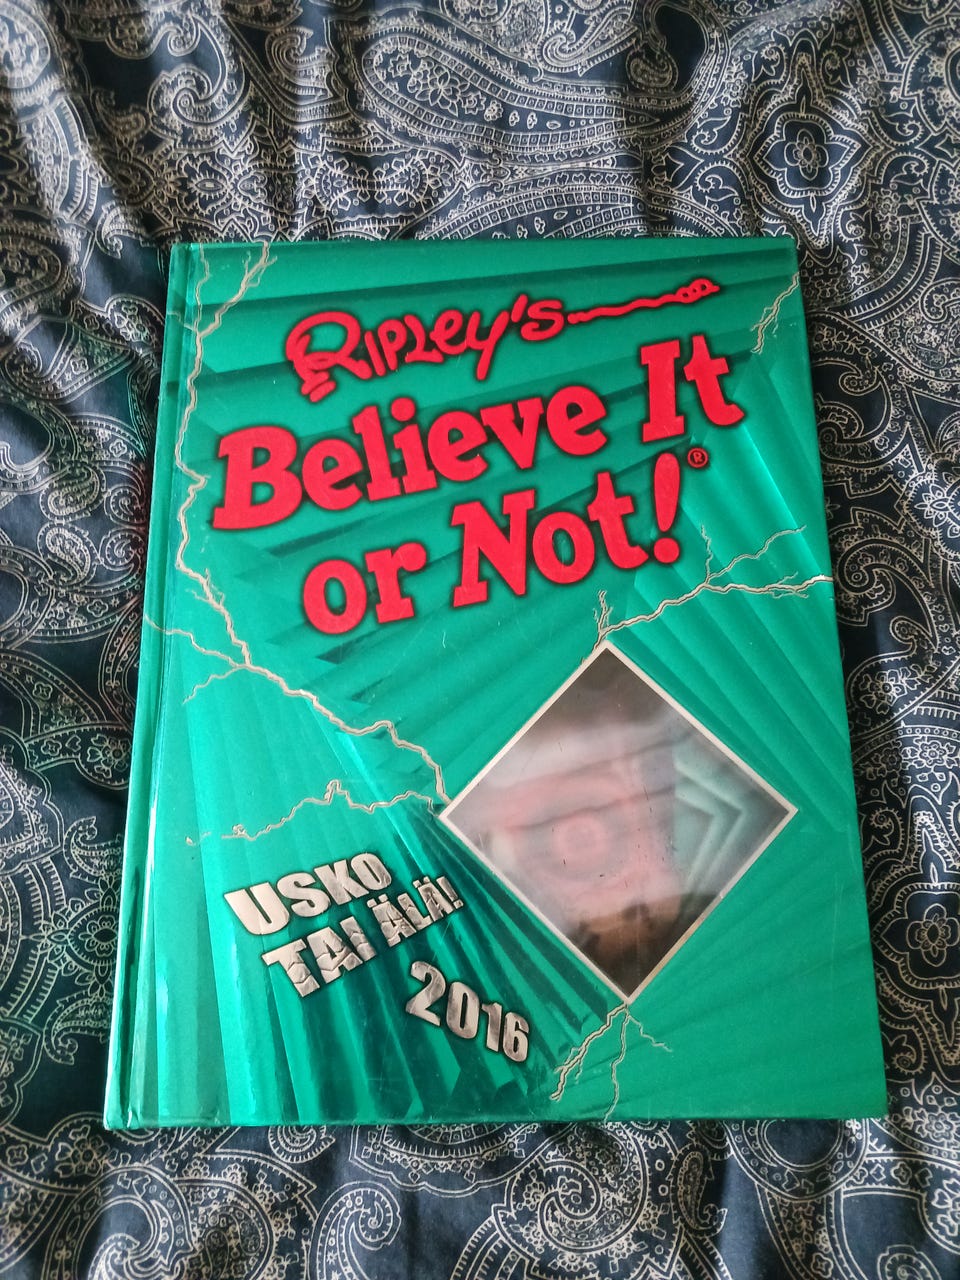 Ripley's
Believe It
or Not!®
USKO
TAI ÄLÄ!
2016